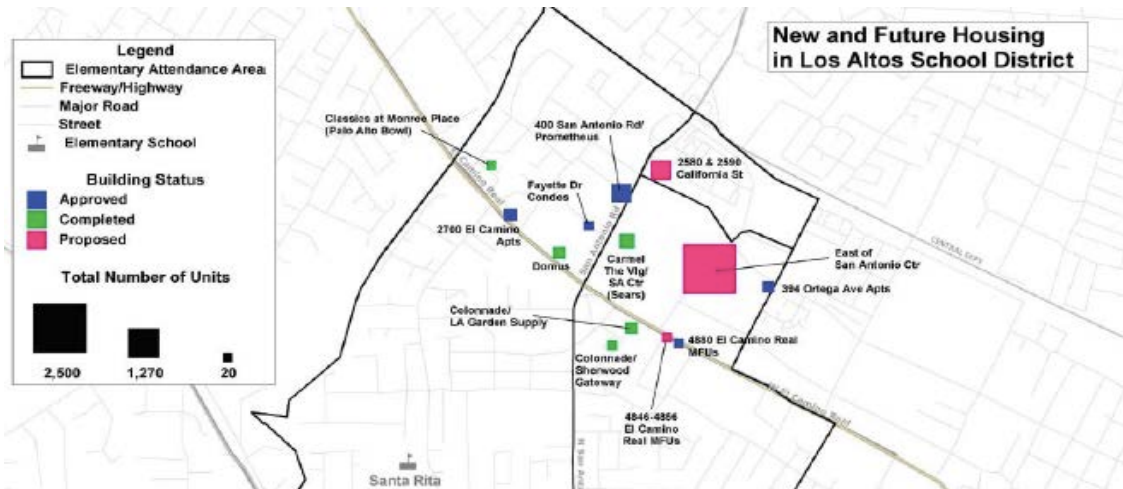 New and Future Housing
in Los Altos School District
Legend
Elementary Attendance Area
Freeway/Highway
Major Road
Street
Elementary School
Building Status
Approved
Completed
Proposed
Total Number of Units
2,500
1,270
20
Classics at Monroe Place
(Palo Alto Bowl)
400 San Antonio Rd/
Prometheus
2580 & 2590
California St
Fayette Dr
Condos
El Camino Real
2700 El Camino
Apts
Domus
San Antonio Rd
Carmel
The Vlg/
SA Ctr
(Sears)
CENTRAL EXPY
East of
San Antonio Ctr
394 Ortega Ave Apts
Colonnade/
LA Garden Supply
4880 El Camino Real
MFUs
Colonnade/
Sherwood
Gateway
4846-4856
El Camino
Real MFUs
W El Camino Real
Santa Rita